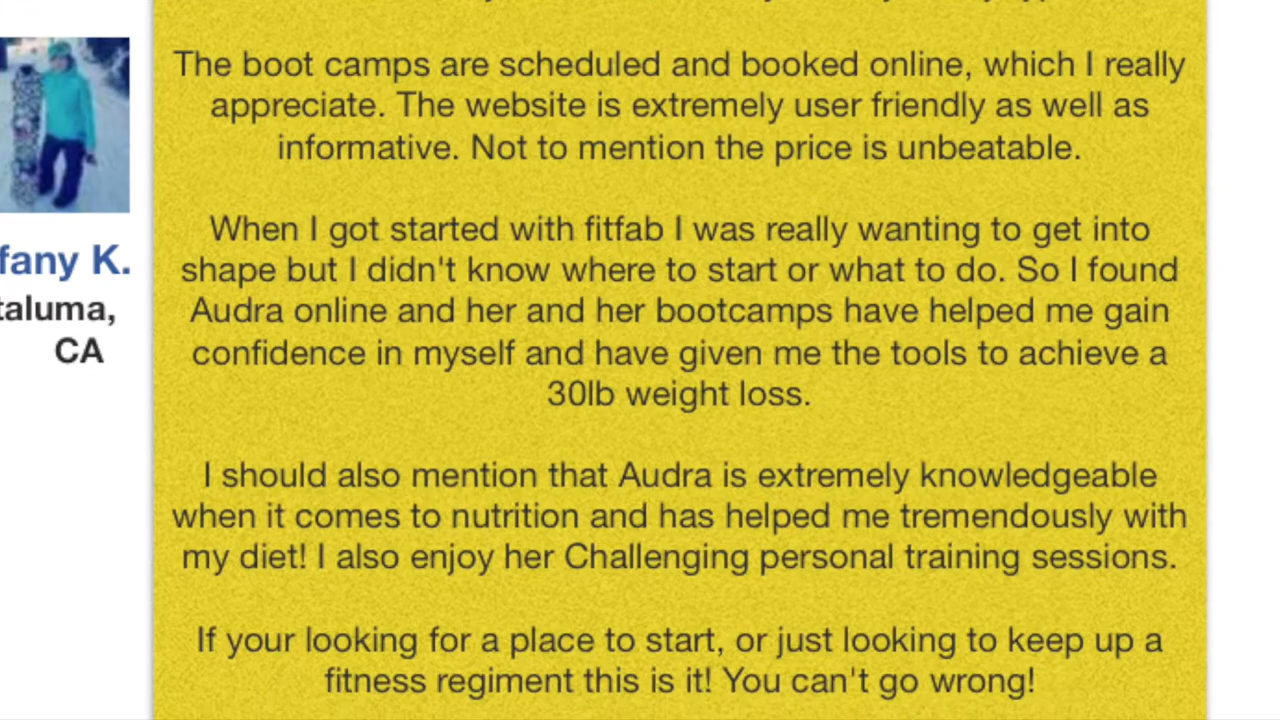 The boot camps are scheduled and booked online, which I really
appreciate. The website is extremely user friendly as well as
informative. Not to mention the price is unbeatable.
fany K.
taluma,
CA
When I got started with fitfab I was really wanting to get into
shape but I didn't know where to start or what to do. So I found
Audra online and her and her bootcamps have helped me gain
confidence in myself and have given me the tools to achieve a
30lb weight loss.
I should also mention that Audra is extremely knowledgeable
when it comes to nutrition and has helped me tremendously with
my diet! I also enjoy her Challenging personal training sessions.
If your looking for a place to start, or just looking to keep up a
fitness regiment this is it! You can't go wrong!